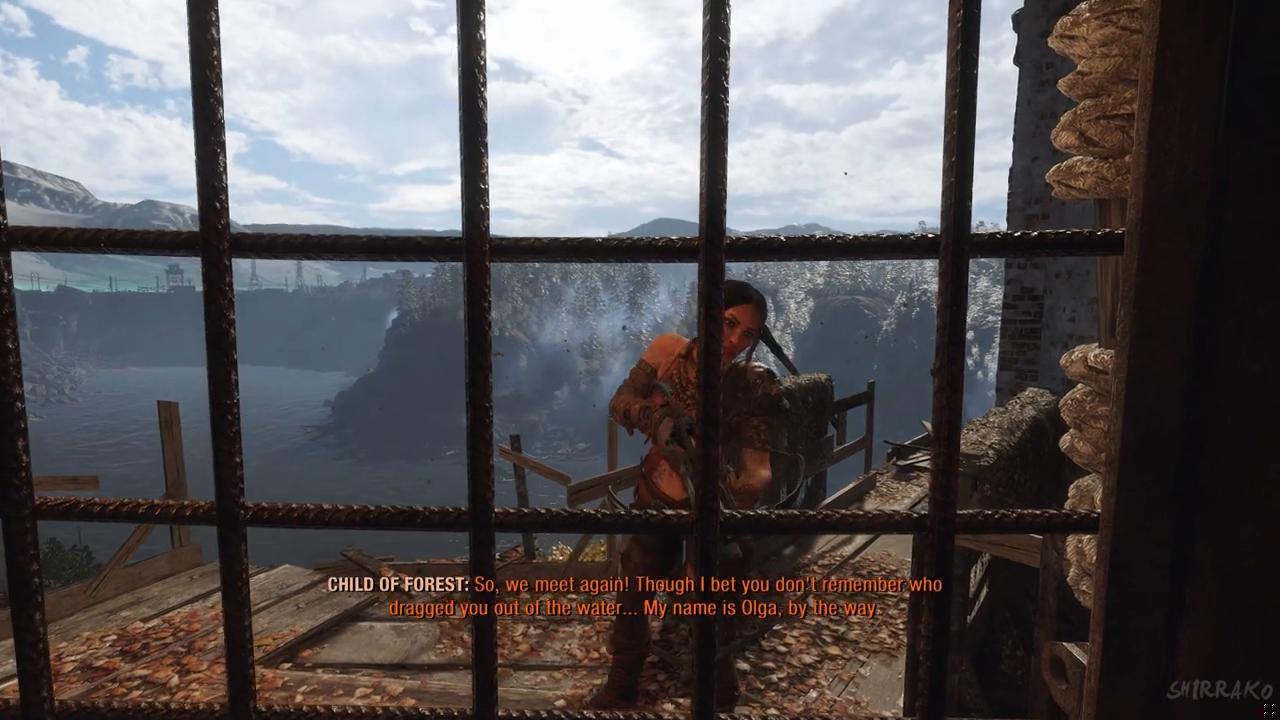 CHILD OF FOREST: So, we meet again! Though I bet you don't remember who
dragged you out of the water... My name is Olga, by the way.
SHIRRAKO